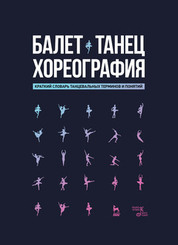 БАЛЕТ ТАНЕЦ
ХОРЕОГРАФИЯ
КРАТКИЙ СЛОВАРЬ ТАНЦЕВАЛЬНЫХ ТЕРМИНОВ И ПОНЯТИЙ